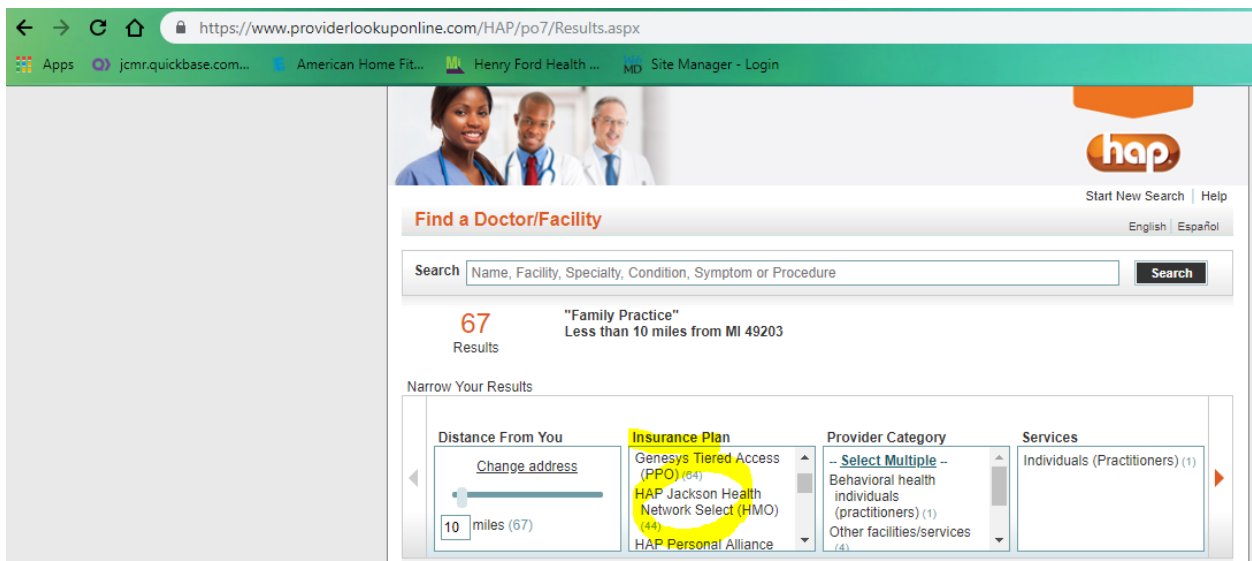 https://www.providerlookuponline.com/HAP/po7/Results.aspx
Apps jcmr.quickbase.com... American Home Fit... Henry Ford Health ... Site Manager - Login
hap
Start New Search | Help
Find a Doctor/Facility
English | Español
Search Name, Facility, Specialty, Condition, Symptom or Procedure Search
67
Results
"Family Practice"
Less than 10 miles from MI 49203
Narrow Your Results
Distance From You
Change address
10 miles (67)
Insurance Plan
Genesys Tiered Access
(PPO) (64)
HAP Jackson Health
Network Select (HMO)
(44)
HAP Personal Alliance
Provider Category
-- Select Multiple --
Behavioral health
individuals
(practitioners) (1)
Other facilities/services
(4)
Services
Individuals (Practitioners) (1)